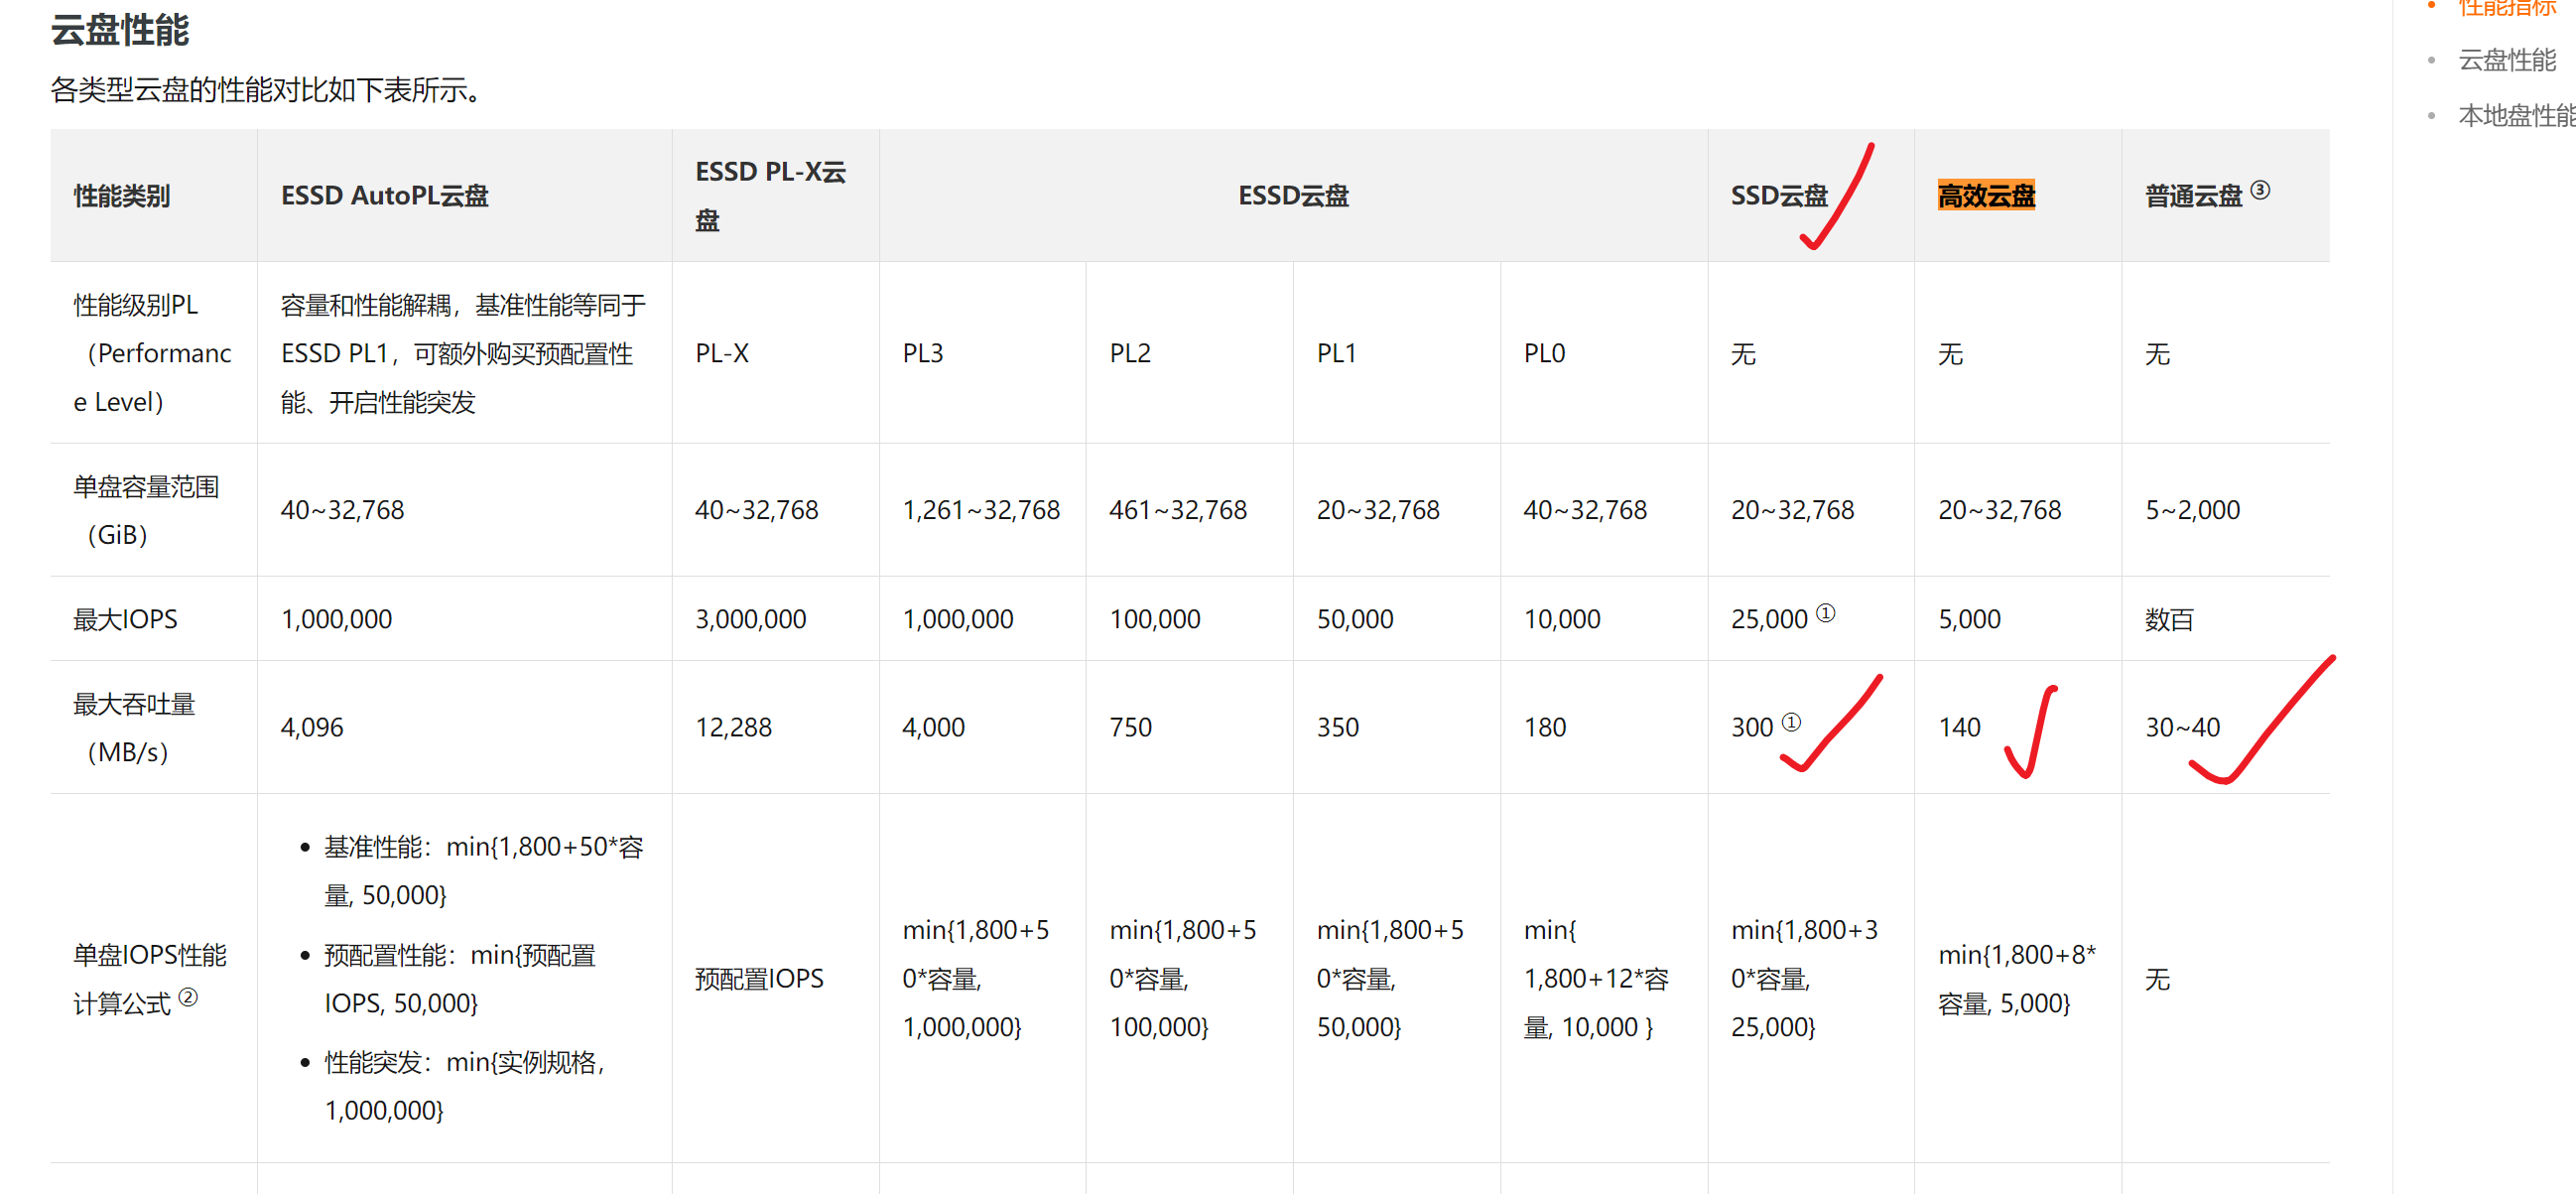 云盘性能
各类型云盘的性能对比如下表所示。
性能指标
云盘性能
本地盘性能
性能类别
ESSD AutoPL云盘
ESSD PL-X云
盘
ESSD云盘
SSD云盘
高效云盘
普通云盘 ③
性能级别PL
（Performanc
e Level）
容量和性能解耦，基准性能等同于
ESSD PL1，可额外购买预配置性
能、开启性能突发
PL-X
PL3
PL2
PL1
PL0
无
无
无
单盘容量范围
（GiB）
40~32,768
40~32,768
1,261~32,768
461~32,768
20~32,768
40~32,768
20~32,768
20~32,768
5~2,000
最大IOPS
1,000,000
3,000,000
1,000,000
100,000
50,000
10,000
25,000 ①
5,000
数百
最大吞吐量
（MB/s）
4,096
12,288
4,000
750
350
180
300 ①
140
30~40
单盘IOPS性能
计算公式 ②
• 基准性能：min{1,800+50*容
量, 50,000}
• 预配置性能：min{预配置
IOPS, 50,000}
• 性能突发：min{实例规格,
1,000,000}
预配置IOPS
min{1,800+5
0*容量,
1,000,000}
min{1,800+5
0*容量,
100,000}
min{1,800+5
0*容量,
50,000}
min{
1,800+12*容
量, 10,000 }
min{1,800+3
0*容量,
25,000}
min{1,800+8*
容量, 5,000}
无